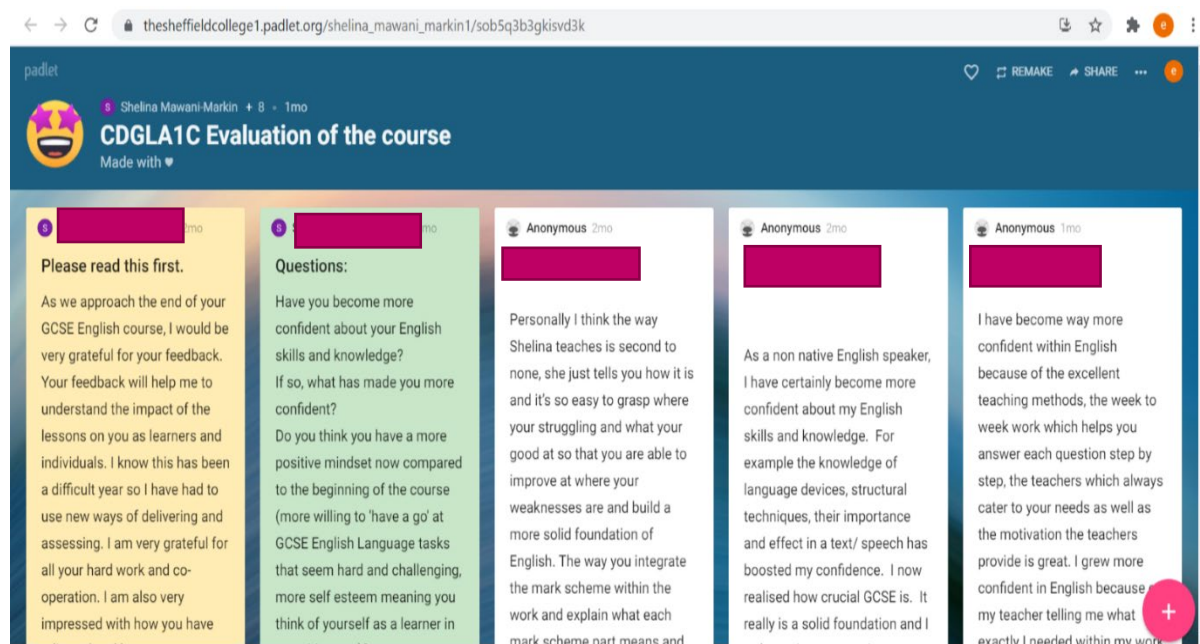 thesheffieldcollege1.padlet.org/shelina_mawani_markin1/sob5q3b3gkisvd3k
e
padlet
REMAKE
SHARE
e
S Shelina Mawani-Markin + 8 • 1mo
CDGLA1C Evaluation of the course
Made with ♥
S 2mo
Please read this first.
As we approach the end of your
GCSE English course, I would be
very grateful for your feedback.
Your feedback will help me to
understand the impact of the
lessons on you as learners and
individuals. I know this has been
a difficult year so I have had to
use new ways of delivering and
assessing. I am very grateful for
all your hard work and co-
operation. I am also very
impressed with how you have
S mo
Questions:
Have you become more
confident about your English
skills and knowledge?
If so, what has made you more
confident?
Do you think you have a more
positive mindset now compared
to the beginning of the course
(more willing to 'have a go' at
GCSE English Language tasks
that seem hard and challenging,
more self esteem meaning you
think of yourself as a learner in
Anonymous 2mo
Personally I think the way
Shelina teaches is second to
none, she just tells you how it is
and it's so easy to grasp where
your struggling and what your
good at so that you are able to
improve at where your
weaknesses are and build a
more solid foundation of
English. The way you integrate
the mark scheme within the
work and explain what each
mark scheme part means and
Anonymous 2mo
As a non native English speaker,
I have certainly become more
confident about my English
skills and knowledge. For
example the knowledge of
language devices, structural
techniques, their importance
and effect in a text/ speech has
boosted my confidence. I now
realised how crucial GCSE is. It
really is a solid foundation and I
Anonymous 1mo
I have become way more
confident within English
because of the excellent
teaching methods, the week to
week work which helps you
answer each question step by
step, the teachers which always
cater to your needs as well as
the motivation the teachers
provide is great. I grew more
confident in English because
my teacher telling me what
exactly I needed within my work